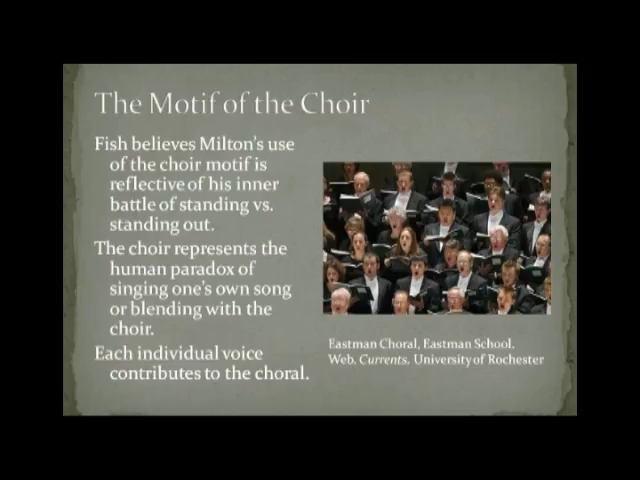 The Motif of the Choir
Fish believes Milton's use
of the choir motif is
reflective of his inner
battle of standing vs.
standing out.
The choir represents the
human paradox of
singing one's own song
or blending with the
choir.
Each individual voice
contributes to the choral.
Eastman Choral, Eastman School,
Web. Currents. University of Rochester